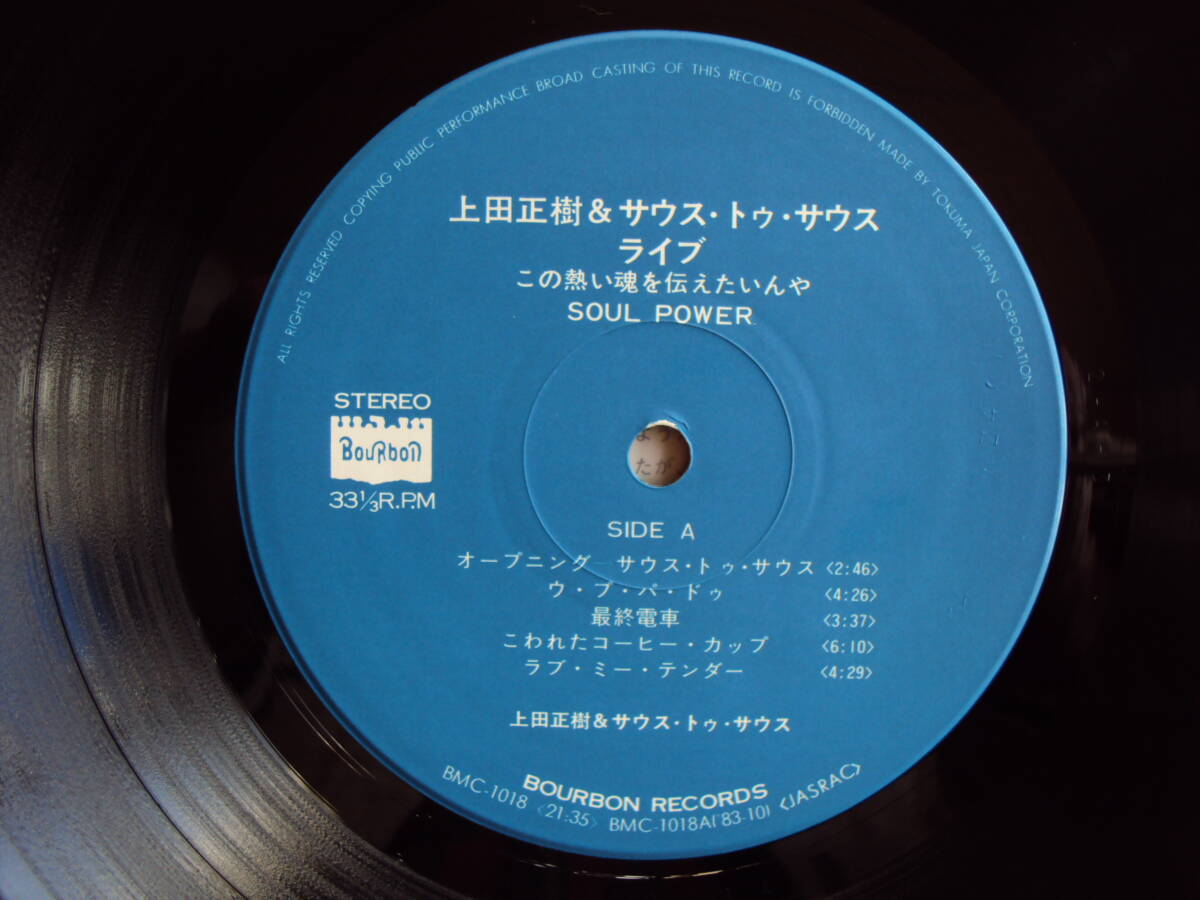 ALL RIGHTS RESERVED COPYING PUBLIC PERFORMANCE BROAD CASTING OF THIS RECORD IS FORBIDDEN MADE BY TOKUMA JAPAN CORPORATION
上田正樹&サウス・トゥ・サウス
ライブ
この熱い魂を伝えたいんや
SOUL POWER
STEREO
BouRbon
33⅓R.P.M
SIDE A
オープニング サウス・トゥ・サウス 〈2:46〉
ウ・ブ・パ・ドゥ 〈4:26〉
最終電車 〈3:37〉
こわれたコーヒー・カップ 〈6:10〉
ラブ・ミー・テンダー 〈4:29〉
上田正樹&サウス・トゥ・サウス
BOURBON RECORDS
BMC-1018 〈21:35〉 BMC-1018A('83-10) 〈JASRAC〉